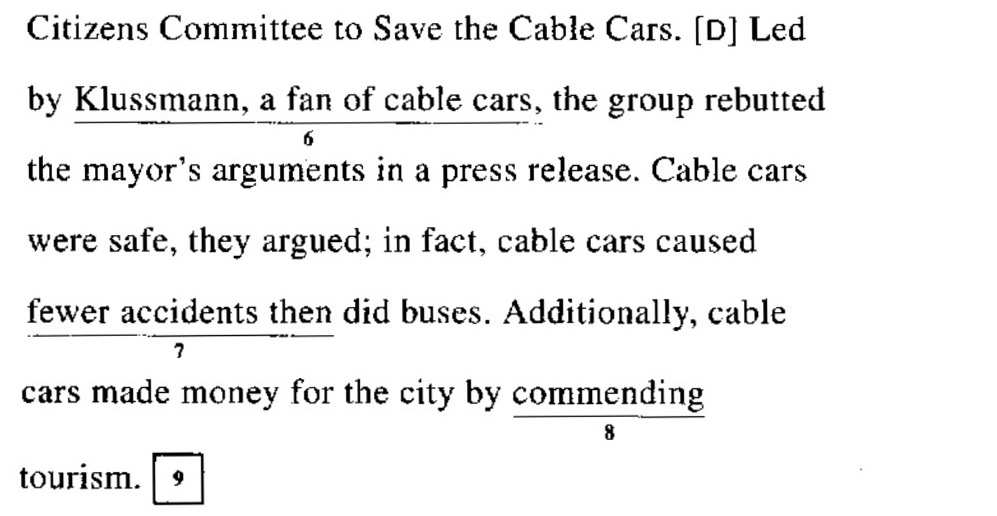 Citizens Committee to Save the Cable Cars. [D] Led
by Klussmann, a fan of cable cars, the group rebutted
6
the mayor's arguments in a press release. Cable cars
were safe, they argued; in fact, cable cars caused
fewer accidents then did buses. Additionally, cable
7
cars made money for the city by commending
8
tourism. 9